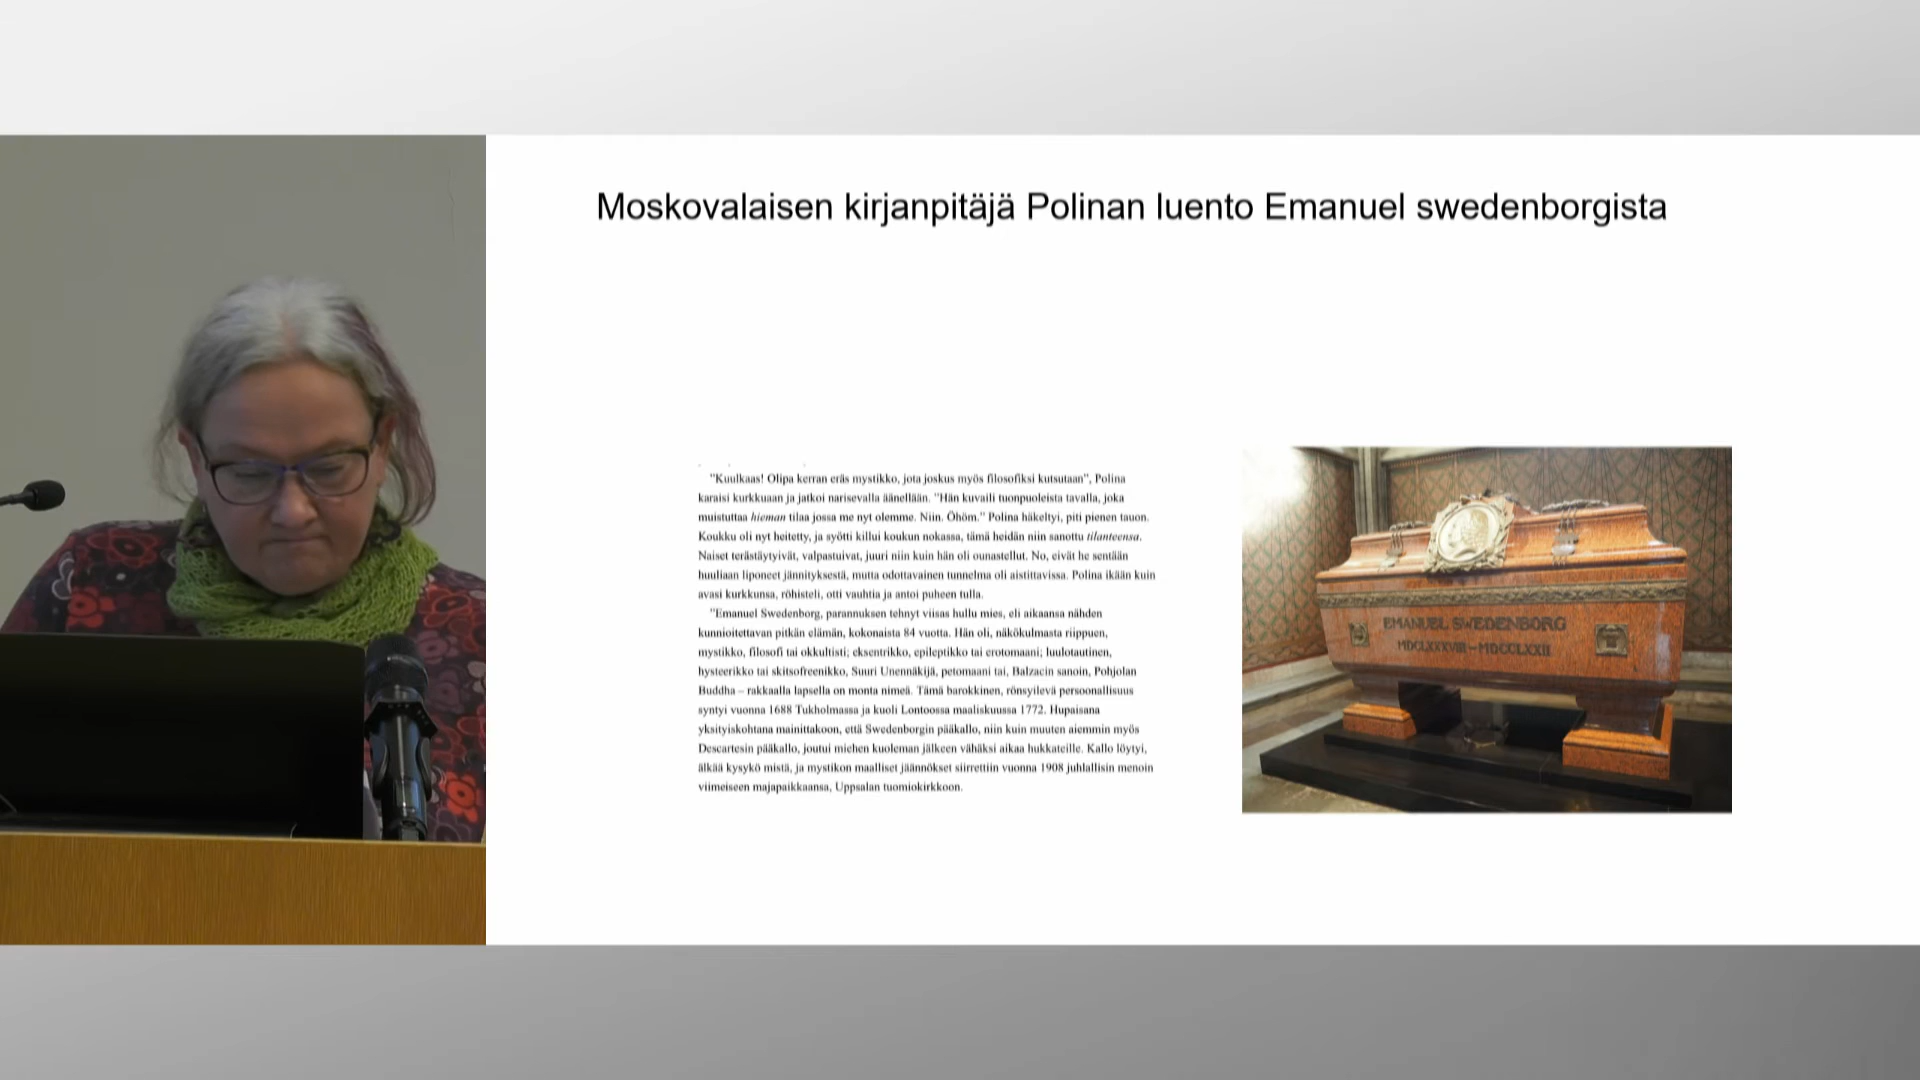 Moskovalaisen kirjanpitäjä Polinan luento Emanuel swedenborgista
"Kuulkaas! Olipa kerran eräs mystikko, jota joskus myös filosofiksi kutsutaan", Polina
karaisi kurkkuaan ja jatkoi narisevalla äänellään. "Hän kuvaili tuonpuoleista tavalla, joka
muistuttaa hieman tilaa jossa me nyt olemme. Niin. Öhöm." Polina häkeltyi, piti pienen tauon.
Koukku oli nyt heitetty, ja syötti killui koukun nokassa, tämä heidän niin sanottu tilanteensa.
Naiset terästäytyivät, valpastuivat, juuri niin kuin hän oli ounastellut. No, eivät he sentään
huuliaan liponeet jännityksestä, mutta odottavainen tunnelma oli aistittavissa. Polina ikään kuin
avasi kurkkunsa, röhisteli, otti vauhtia ja antoi puheen tulla.
"Emanuel Swedenborg, parannuksen tehnyt viisas hullu mies, eli aikaansa nähden
kunnioitettavan pitkän elämän, kokonaista 84 vuotta. Hän oli, näkökulmasta riippuen,
mystikko, filosofi tai okkultisti; eksentrikko, epileptikko tai erotomaani; luulotautinen,
hysteerikko tai skitsofreenikko, Suuri Unennäkijä, petomaani tai, Balzacin sanoin, Pohjolan
Buddha – rakkaalla lapsella on monta nimeä. Tämä barokkinen, rönsyilevä persoonallisuus
syntyi vuonna 1688 Tukholmassa ja kuoli Lontoossa maaliskuussa 1772. Hupaisana
yksityiskohtana mainittakoon, että Swedenborgin pääkallo, niin kuin muuten aiemmin myös
Descartesin pääkallo, joutui miehen kuoleman jälkeen vähäksi aikaa hukkateille. Kallo löytyi,
älkää kysykö mistä, ja mystikon maalliset jäännökset siirrettiin vuonna 1908 juhlallisin menoin
viimeiseen majapaikkaansa, Uppsalan tuomiokirkkoon.
EMANUEL SWEDENBORG
MDCLXXXVIII – MDCCLXXII